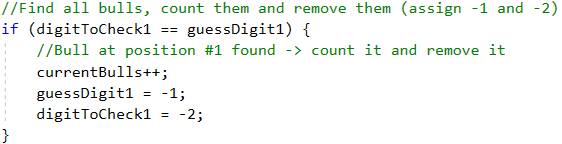 //Find all bulls, count them and remove them (assign -1 and -2)
if (digitToCheck1 == guessDigit1) {
    //Bull at position #1 found -> count it and remove it
    currentBulls++;
    guessDigit1 = -1;
    digitToCheck1 = -2;
}